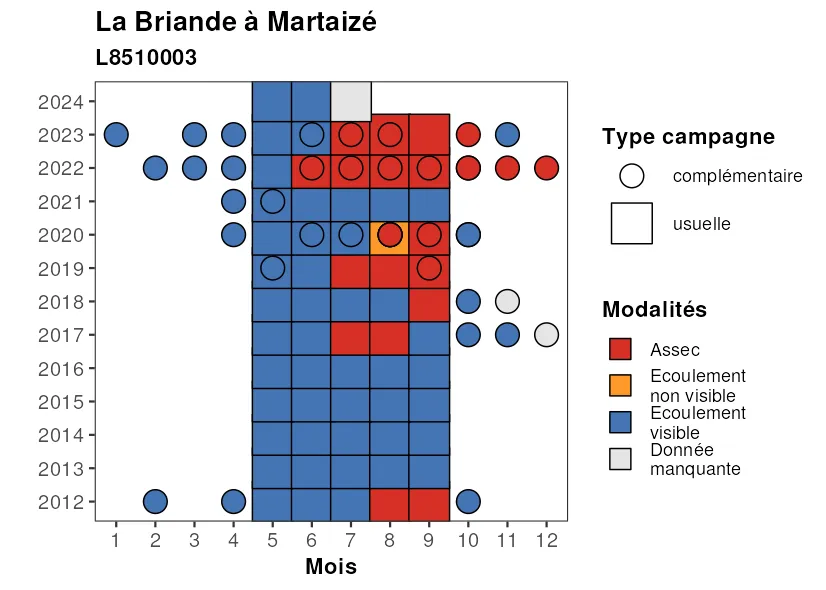 La Briande à Martaizé
L8510003
2024
2023
2022
2021
2020
2019
2018
2017
2016
2015
2014
2013
2012
1 2 3 4 5 6 7 8 9 10 11 12
Mois
Type campagne
complémentaire
usuelle
Modalités
Assec
Ecoulement
non visible
Ecoulement
visible
Donnée
manquante